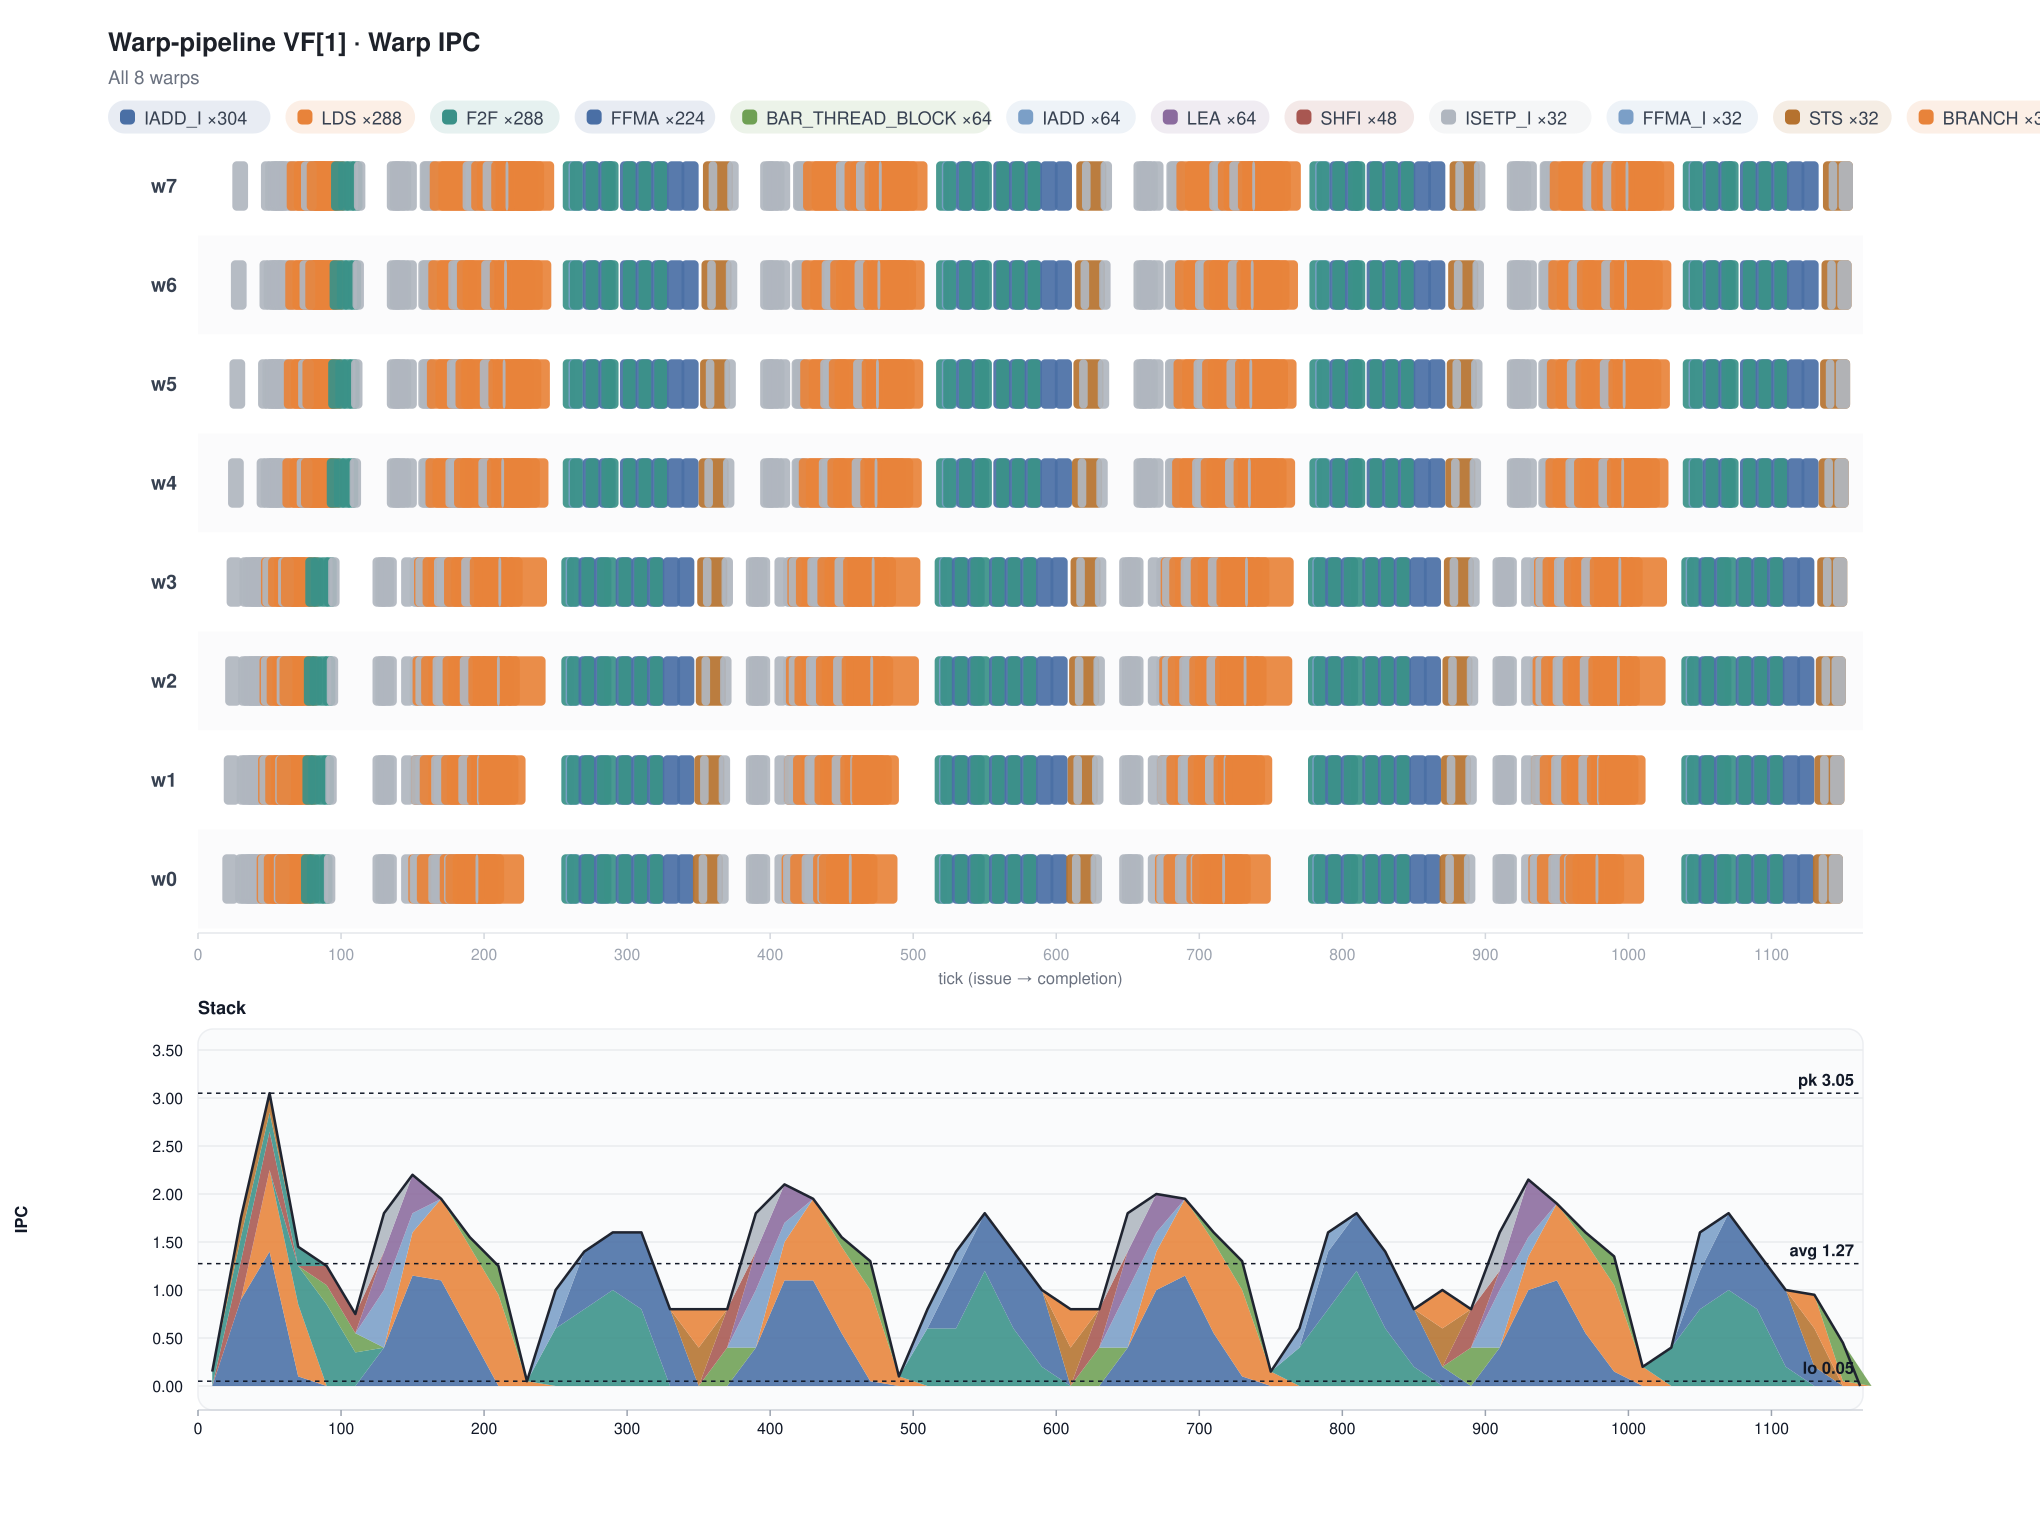 Warp-pipeline VF[1] · Warp IPC
All 8 warps
IADD_I ×304 LDS ×288 F2F ×288 FFMA ×224 BAR_THREAD_BLOCK ×64 IADD ×64 LEA ×64 SHFI ×48 ISETP_I ×32 FFMA_I ×32 STS ×32 BRANCH
w7
w6
w5
w4
w3
w2
w1
w0
0 100 200 300 400 500 600 700 800 900 1000 1100
tick (issue → completion)
Stack
3.50
pk 3.05
3.00
2.50
2.00
1.50
avg 1.27
1.00
0.50
lo 0.05
0.00
IPC
0 100 200 300 400 500 600 700 800 900 1000 1100